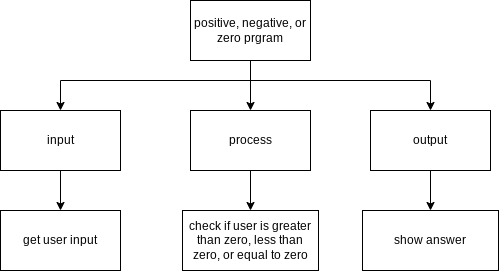 positive, negative, or
zero prgram
input
process
output
get user input
check if user is greater
than zero, less than
zero, or equal to zero
show answer